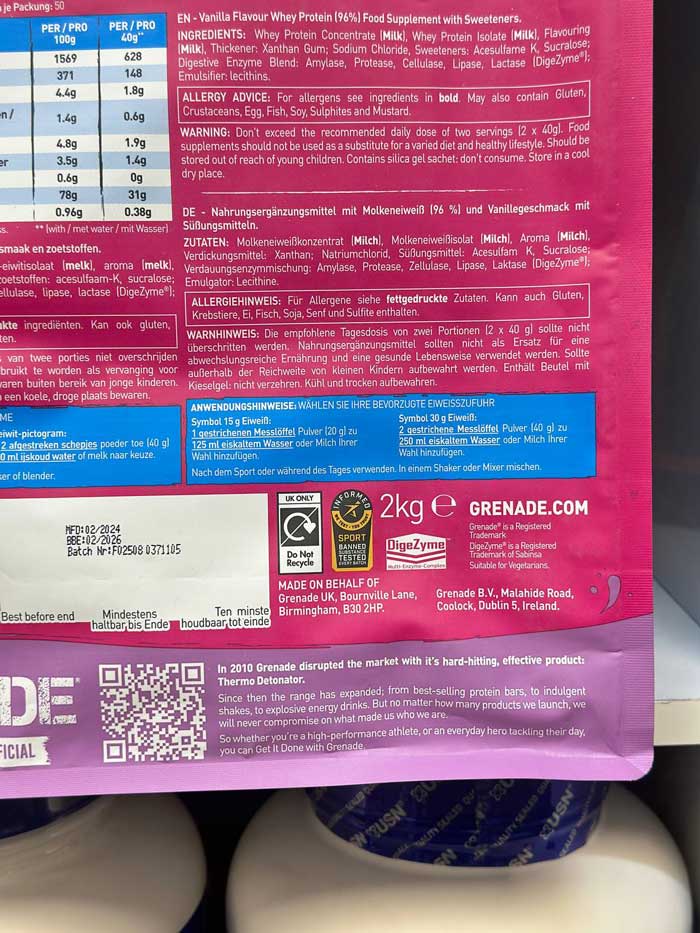 je Packung: 50
PER / PRO 100g
PER / PRO 40g**
1569 628
371 148
4.4g 1.8g
1.4g 0.6g
4.8g 1.9g
3.5g 1.4g
0.6g 0g
78g 31g
0.96g 0.38g
** (with / met water / mit Wasser)
smaak en zoetstoffen.
-eiwitisolaat (melk), aroma (melk),
zoetstoffen: acesulfaam-K, sucralose;
cellulase, lipase, lactase (DigeZyme®);
ingrediënten. Kan ook gluten,
van twee porties niet overschrijden
gebruikt te worden als vervanging voor
waren buiten bereik van jonge kinderen.
een koele, droge plaats bewaren.
eiwit-pictogram:
2 afgestreken schepjes poeder toe (40 g)
ml ijskoud water of melk naar keuze.
of blender.
EN - Vanilla Flavour Whey Protein (96%) Food Supplement with Sweeteners.
INGREDIENTS: Whey Protein Concentrate (Milk), Whey Protein Isolate (Milk), Flavouring
(Milk), Thickener: Xanthan Gum; Sodium Chloride, Sweeteners: Acesulfame K, Sucralose;
Digestive Enzyme Blend: Amylase, Protease, Cellulase, Lipase, Lactase (DigeZyme®);
Emulsifier: lecithins.
ALLERGY ADVICE: For allergens see ingredients in bold. May also contain Gluten,
Crustaceans, Egg, Fish, Soy, Sulphites and Mustard.
WARNING: Don't exceed the recommended daily dose of two servings (2 x 40g). Food
supplements should not be used as a substitute for a varied diet and healthy lifestyle. Should be
stored out of reach of young children. Contains silica gel sachet: don't consume. Store in a cool
dry place.
DE - Nahrungsergänzungsmittel mit Molkeneiweiß (96 %) und Vanillegeschmack mit
Süßungsmitteln.
ZUTATEN: Molkeneiweißkonzentrat (Milch), Molkeneiweißisolat (Milch), Aroma (Milch),
Verdickungsmittel: Xanthan; Natriumchlorid, Süßungsmittel: Acesulfam K, Sucralose;
Verdauungsenzymmischung: Amylase, Protease, Zellulase, Lipase, Laktase (DigeZyme®);
Emulgator: Lecithine.
ALLERGIEHINWEIS: Für Allergene siehe fettgedruckte Zutaten. Kann auch Gluten,
Krebstiere, Ei, Fisch, Soja, Senf und Sulfite enthalten.
WARNHINWEIS: Die empfohlene Tagesdosis von zwei Portionen (2 x 40 g) sollte nicht
überschritten werden. Nahrungsergänzungsmittel sollten nicht als Ersatz für eine
abwechslungsreiche Ernährung und eine gesunde Lebensweise verwendet werden. Sollte
außerhalb der Reichweite von kleinen Kindern aufbewahrt werden. Enthält Beutel mit
Kieselgel: nicht verzehren. Kühl und trocken aufbewahren.
ANWENDUNGSHINWEISE: WÄHLEN SIE IHRE BEVORZUGTE EIWEISSZUFUHR
Symbol 15 g Eiweiß:
1 gestrichenen Messlöffel Pulver (20 g) zu
125 ml eiskaltem Wasser oder Milch Ihrer
Wahl hinzufügen.
Symbol 30 g Eiweiß:
2 gestrichene Messlöffel Pulver (40 g) zu
250 ml eiskaltem Wasser oder Milch Ihrer
Wahl hinzufügen.
Nach dem Sport oder während des Tages verwenden. In einem Shaker oder Mixer mischen.
MFD:02/2024
BBE:02/2026
Batch Nr:F02508 0371105
Best before end
Mindestens
haltbar bis Ende
Ten minste
houdbaar tot einde
UK ONLY
Do Not
Recycle
INFORMED
SPORT
BANNED
SUBSTANCE
TESTED
EVERY BATCH
2kg e
DigeZyme
Multi-Enzyme-Complex
GRENADE.COM
Grenade® is a Registered
Trademark
DigeZyme® is a Registered
Trademark of Sabinsa
Suitable for Vegetarians.
MADE ON BEHALF OF
Grenade UK, Bournville Lane,
Birmingham, B30 2HP.
Grenade B.V., Malahide Road,
Coolock, Dublin 5, Ireland.
In 2010 Grenade disrupted the market with it's hard-hitting, effective product:
Thermo Detonator.
Since then the range has expanded; from best-selling protein bars, to indulgent
shakes, to explosive energy drinks. But no matter how many products we launch, we
will never compromise on what made us who we are.
So whether you're a high-performance athlete, or an everyday hero tackling their day,
you can Get It Done with Grenade.
USN
USN